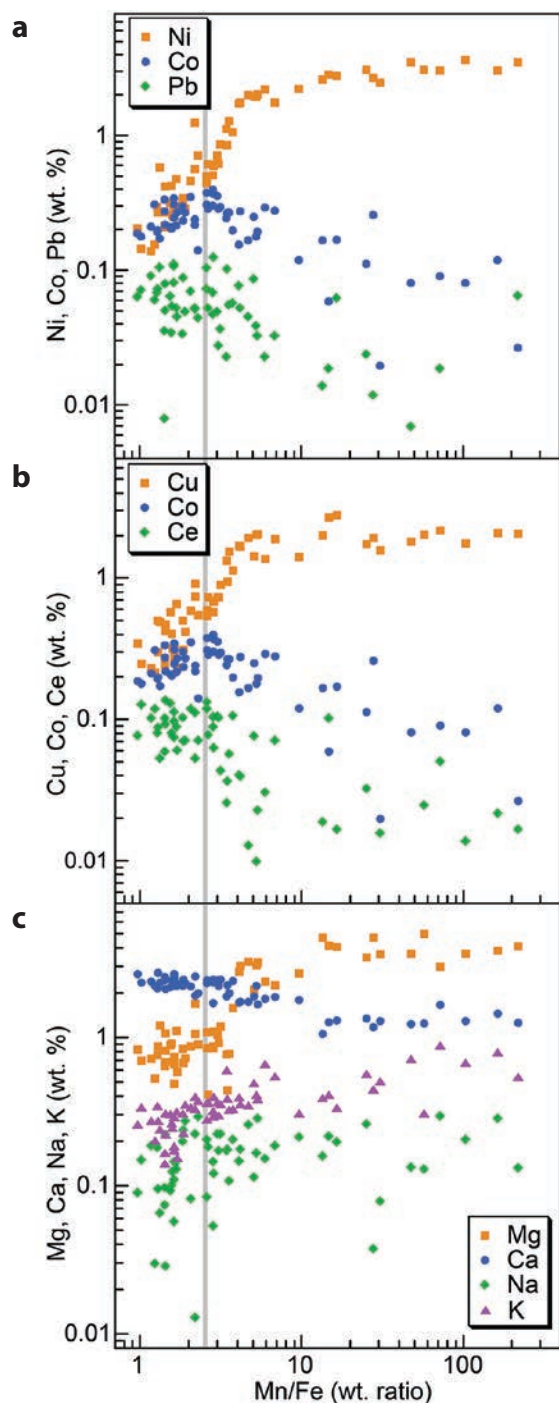 a
Ni
Co
Pb
1
0.1
0.01
Ni, Co, Pb (wt. %)
b
Cu
Co
Ce
1
0.1
0.01
Cu, Co, Ce (wt. %)
c
1
0.1
0.01
Mg, Ca, Na, K (wt. %)
Mg
Ca
Na
K
1 10 100
Mn/Fe (wt. ratio)